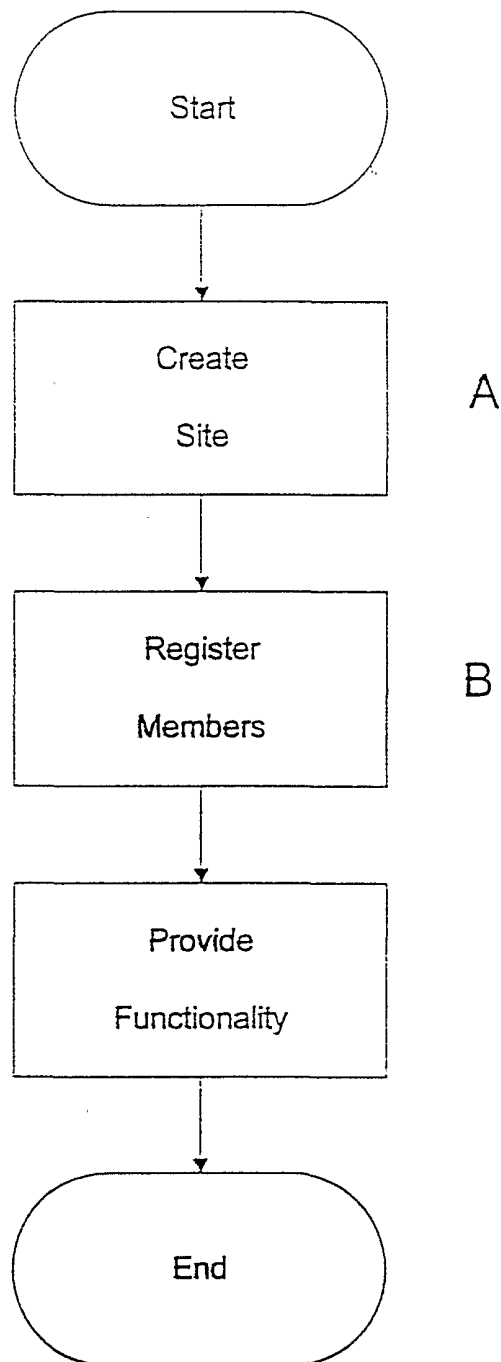 Start
Create
Site
A
Register
Members
B
Provide
Functionality
End